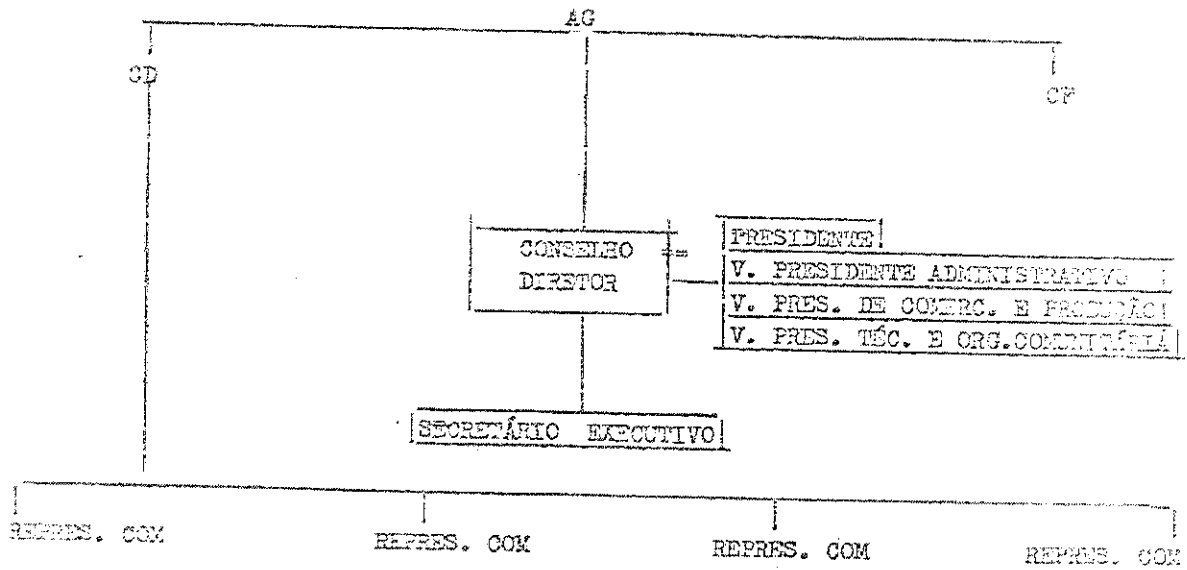 AG
CD
CF
CONSELHO
DIRETOR
==
PRESIDENTE
V. PRESIDENTE ADMINISTRATIVO
V. PRES. DE COMERC. E PRODUÇÃO
V. PRES. TÉC. E ORG.COMUNITÁRIA
SECRETÁRIO EXECUTIVO
REPRES. COM
REPRES. COM
REPRES. COM
REPRES. COM